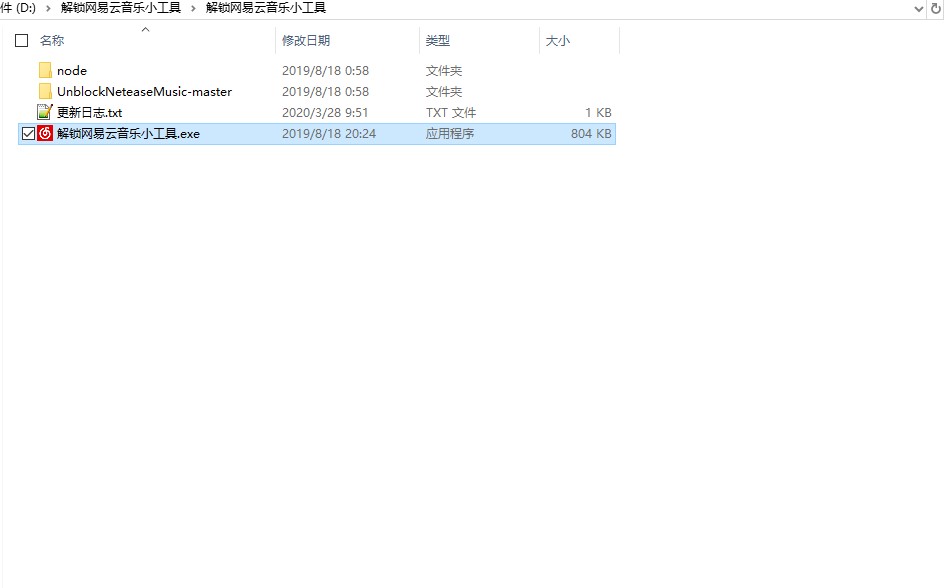 件 (D:) › 解锁网易云音乐小工具 › 解锁网易云音乐小工具
名称 修改日期 类型 大小
node 2019/8/18 0:58 文件夹
UnblockNeteaseMusic-master 2019/8/18 0:58 文件夹
更新日志.txt 2020/3/28 9:51 TXT 文件 1 KB
解锁网易云音乐小工具.exe 2019/8/18 20:24 应用程序 804 KB